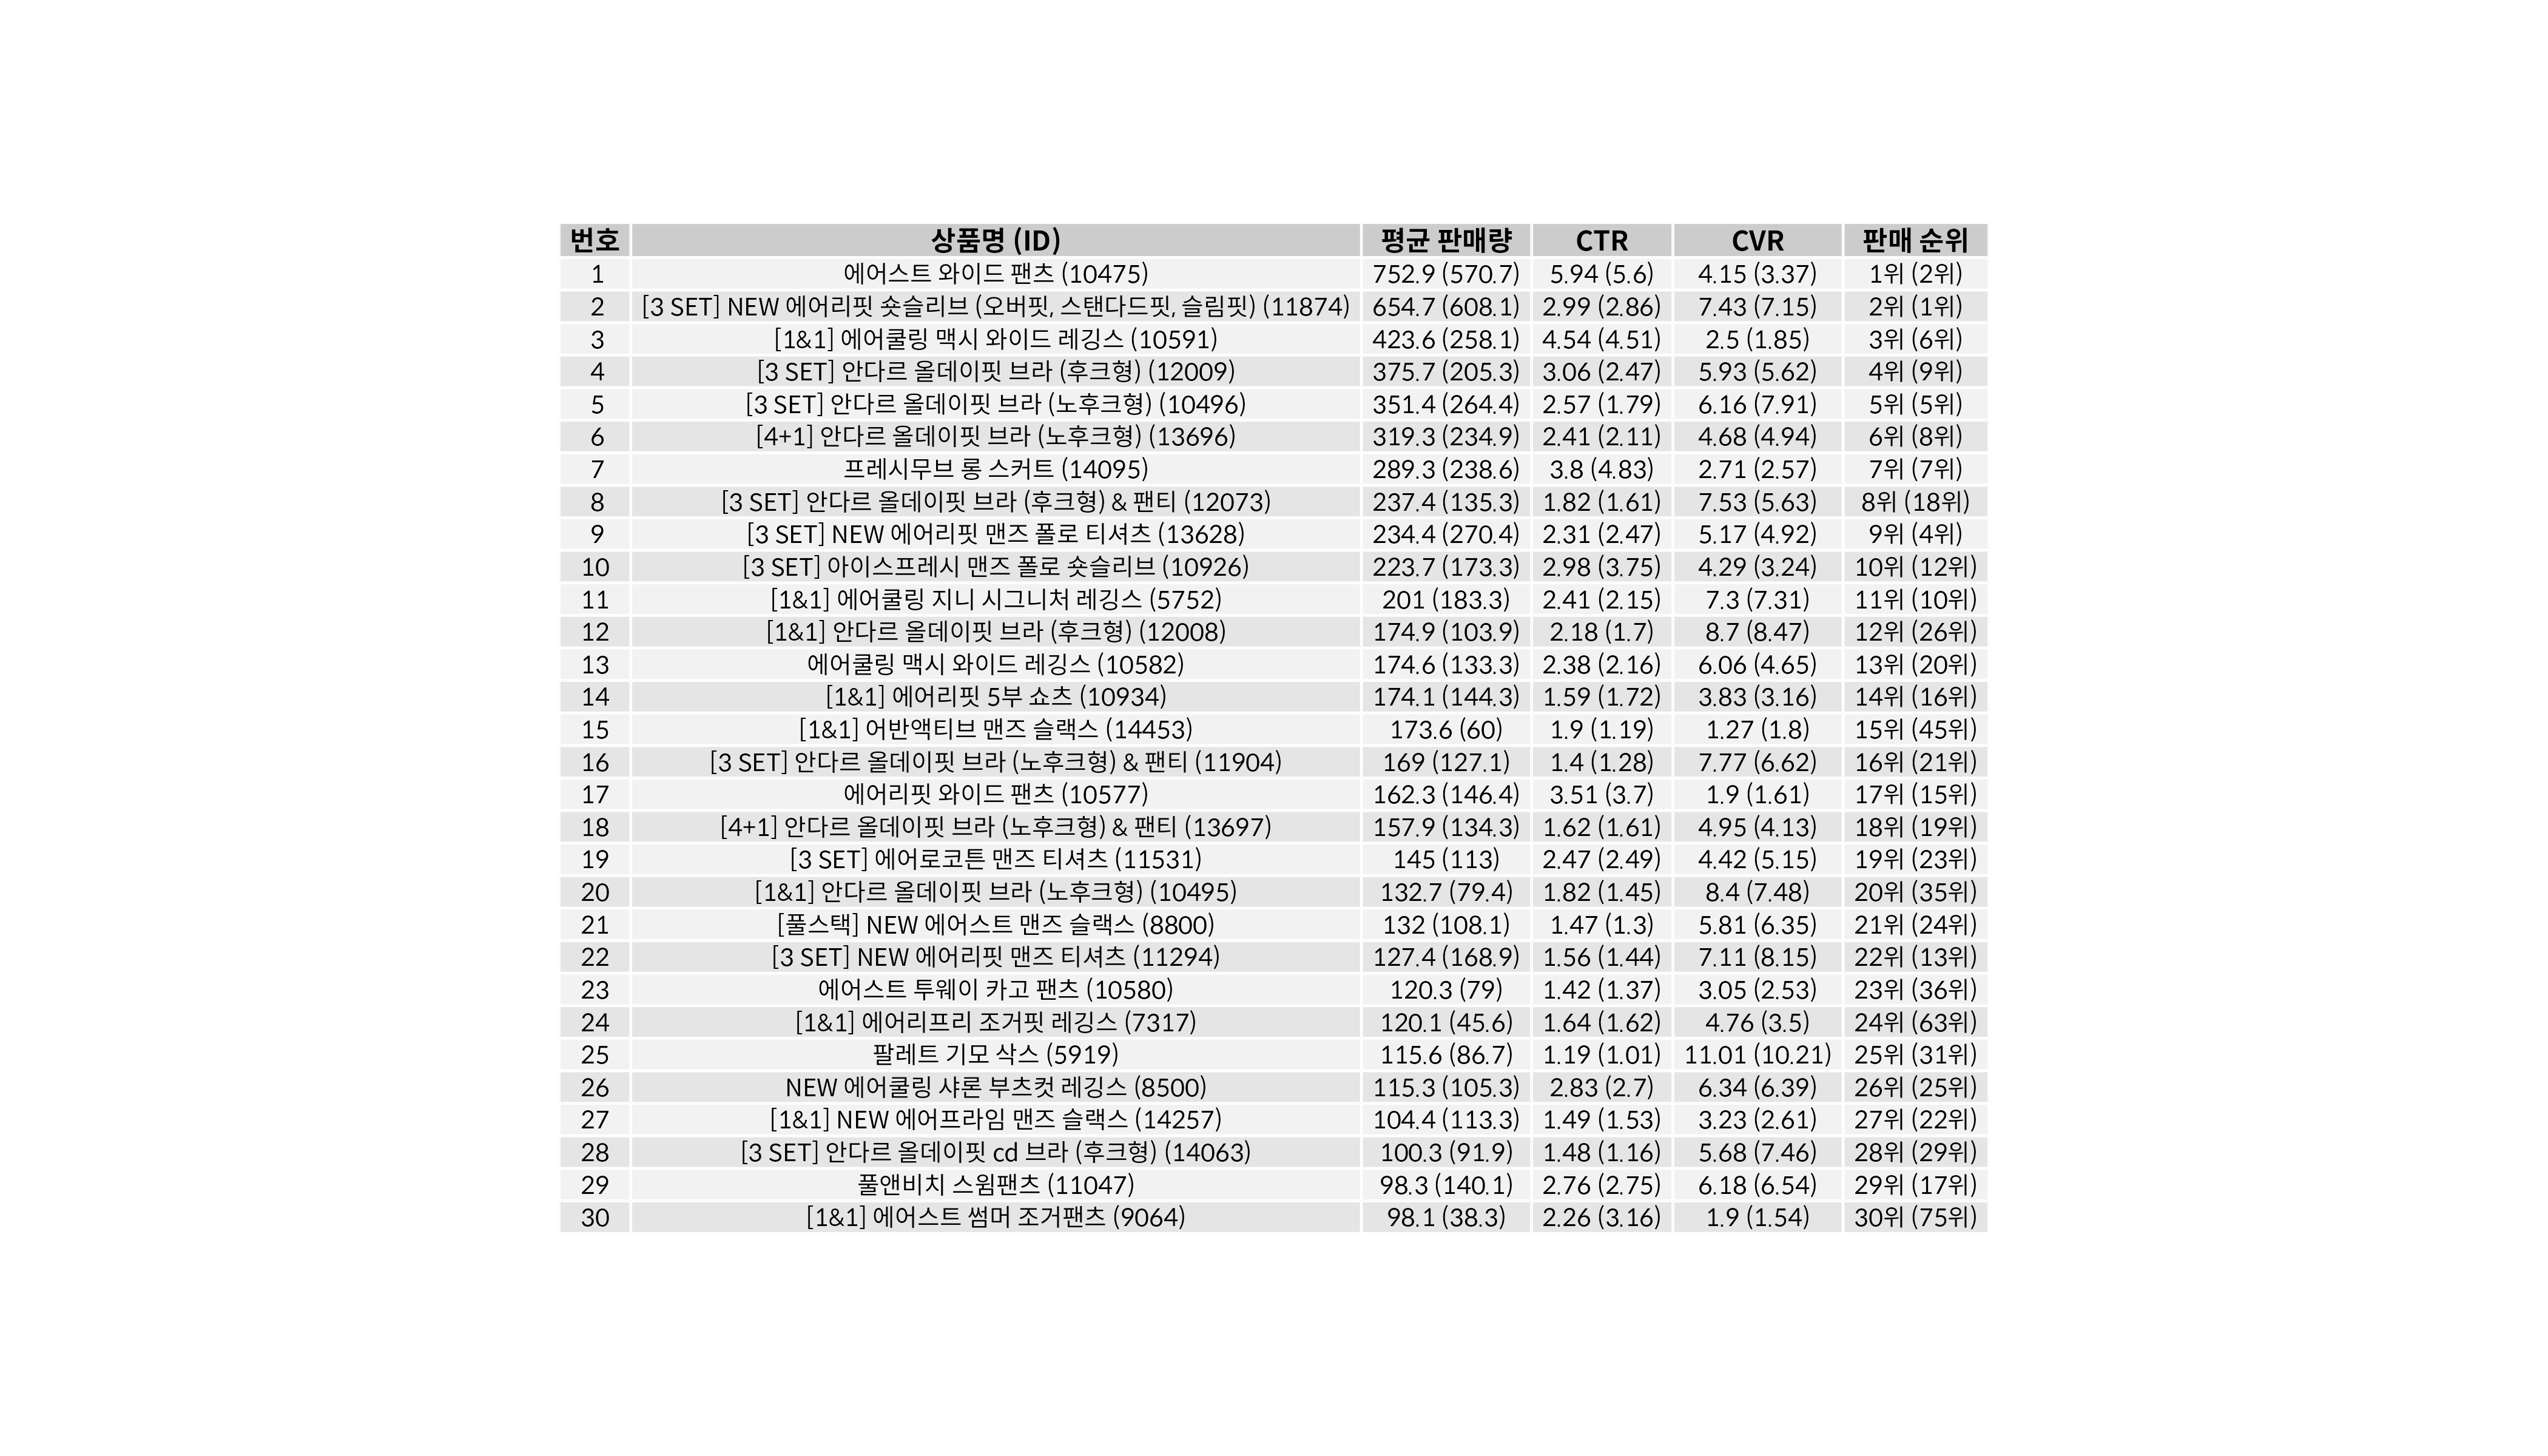 번호 상품명 (ID) 평균 판매량 CTR CVR 판매 순위
1 에어스트 와이드 팬츠 (10475) 752.9 (570.7) 5.94 (5.6) 4.15 (3.37) 1위 (2위)
2 [3 SET] NEW 에어리핏 숏슬리브 (오버핏, 스탠다드핏, 슬림핏) (11874) 654.7 (608.1) 2.99 (2.86) 7.43 (7.15) 2위 (1위)
3 [1&1] 에어쿨링 맥시 와이드 레깅스 (10591) 423.6 (258.1) 4.54 (4.51) 2.5 (1.85) 3위 (6위)
4 [3 SET] 안다르 올데이핏 브라 (후크형) (12009) 375.7 (205.3) 3.06 (2.47) 5.93 (5.62) 4위 (9위)
5 [3 SET] 안다르 올데이핏 브라 (노후크형) (10496) 351.4 (264.4) 2.57 (1.79) 6.16 (7.91) 5위 (5위)
6 [4+1] 안다르 올데이핏 브라 (노후크형) (13696) 319.3 (234.9) 2.41 (2.11) 4.68 (4.94) 6위 (8위)
7 프레시무브 롱 스커트 (14095) 289.3 (238.6) 3.8 (4.83) 2.71 (2.57) 7위 (7위)
8 [3 SET] 안다르 올데이핏 브라 (후크형) & 팬티 (12073) 237.4 (135.3) 1.82 (1.61) 7.53 (5.63) 8위 (18위)
9 [3 SET] NEW 에어리핏 맨즈 폴로 티셔츠 (13628) 234.4 (270.4) 2.31 (2.47) 5.17 (4.92) 9위 (4위)
10 [3 SET] 아이스프레시 맨즈 폴로 숏슬리브 (10926) 223.7 (173.3) 2.98 (3.75) 4.29 (3.24) 10위 (12위)
11 [1&1] 에어쿨링 지니 시그니처 레깅스 (5752) 201 (183.3) 2.41 (2.15) 7.3 (7.31) 11위 (10위)
12 [1&1] 안다르 올데이핏 브라 (후크형) (12008) 174.9 (103.9) 2.18 (1.7) 8.7 (8.47) 12위 (26위)
13 에어쿨링 맥시 와이드 레깅스 (10582) 174.6 (133.3) 2.38 (2.16) 6.06 (4.65) 13위 (20위)
14 [1&1] 에어리핏 5부 쇼츠 (10934) 174.1 (144.3) 1.59 (1.72) 3.83 (3.16) 14위 (16위)
15 [1&1] 어반액티브 맨즈 슬랙스 (14453) 173.6 (60) 1.9 (1.19) 1.27 (1.8) 15위 (45위)
16 [3 SET] 안다르 올데이핏 브라 (노후크형) & 팬티 (11904) 169 (127.1) 1.4 (1.28) 7.77 (6.62) 16위 (21위)
17 에어리핏 와이드 팬츠 (10577) 162.3 (146.4) 3.51 (3.7) 1.9 (1.61) 17위 (15위)
18 [4+1] 안다르 올데이핏 브라 (노후크형) & 팬티 (13697) 157.9 (134.3) 1.62 (1.61) 4.95 (4.13) 18위 (19위)
19 [3 SET] 에어로코튼 맨즈 티셔츠 (11531) 145 (113) 2.47 (2.49) 4.42 (5.15) 19위 (23위)
20 [1&1] 안다르 올데이핏 브라 (노후크형) (10495) 132.7 (79.4) 1.82 (1.45) 8.4 (7.48) 20위 (35위)
21 [풀스택] NEW 에어스트 맨즈 슬랙스 (8800) 132 (108.1) 1.47 (1.3) 5.81 (6.35) 21위 (24위)
22 [3 SET] NEW 에어리핏 맨즈 티셔츠 (11294) 127.4 (168.9) 1.56 (1.44) 7.11 (8.15) 22위 (13위)
23 에어스트 투웨이 카고 팬츠 (10580) 120.3 (79) 1.42 (1.37) 3.05 (2.53) 23위 (36위)
24 [1&1] 에어리프리 조거핏 레깅스 (7317) 120.1 (45.6) 1.64 (1.62) 4.76 (3.5) 24위 (63위)
25 팔레트 기모 삭스 (5919) 115.6 (86.7) 1.19 (1.01) 11.01 (10.21) 25위 (31위)
26 NEW 에어쿨링 샤론 부츠컷 레깅스 (8500) 115.3 (105.3) 2.83 (2.7) 6.34 (6.39) 26위 (25위)
27 [1&1] NEW 에어프라임 맨즈 슬랙스 (14257) 104.4 (113.3) 1.49 (1.53) 3.23 (2.61) 27위 (22위)
28 [3 SET] 안다르 올데이핏 cd 브라 (후크형) (14063) 100.3 (91.9) 1.48 (1.16) 5.68 (7.46) 28위 (29위)
29 풀앤비치 스윔팬츠 (11047) 98.3 (140.1) 2.76 (2.75) 6.18 (6.54) 29위 (17위)
30 [1&1] 에어스트 썸머 조거팬츠 (9064) 98.1 (38.3) 2.26 (3.16) 1.9 (1.54) 30위 (75위)